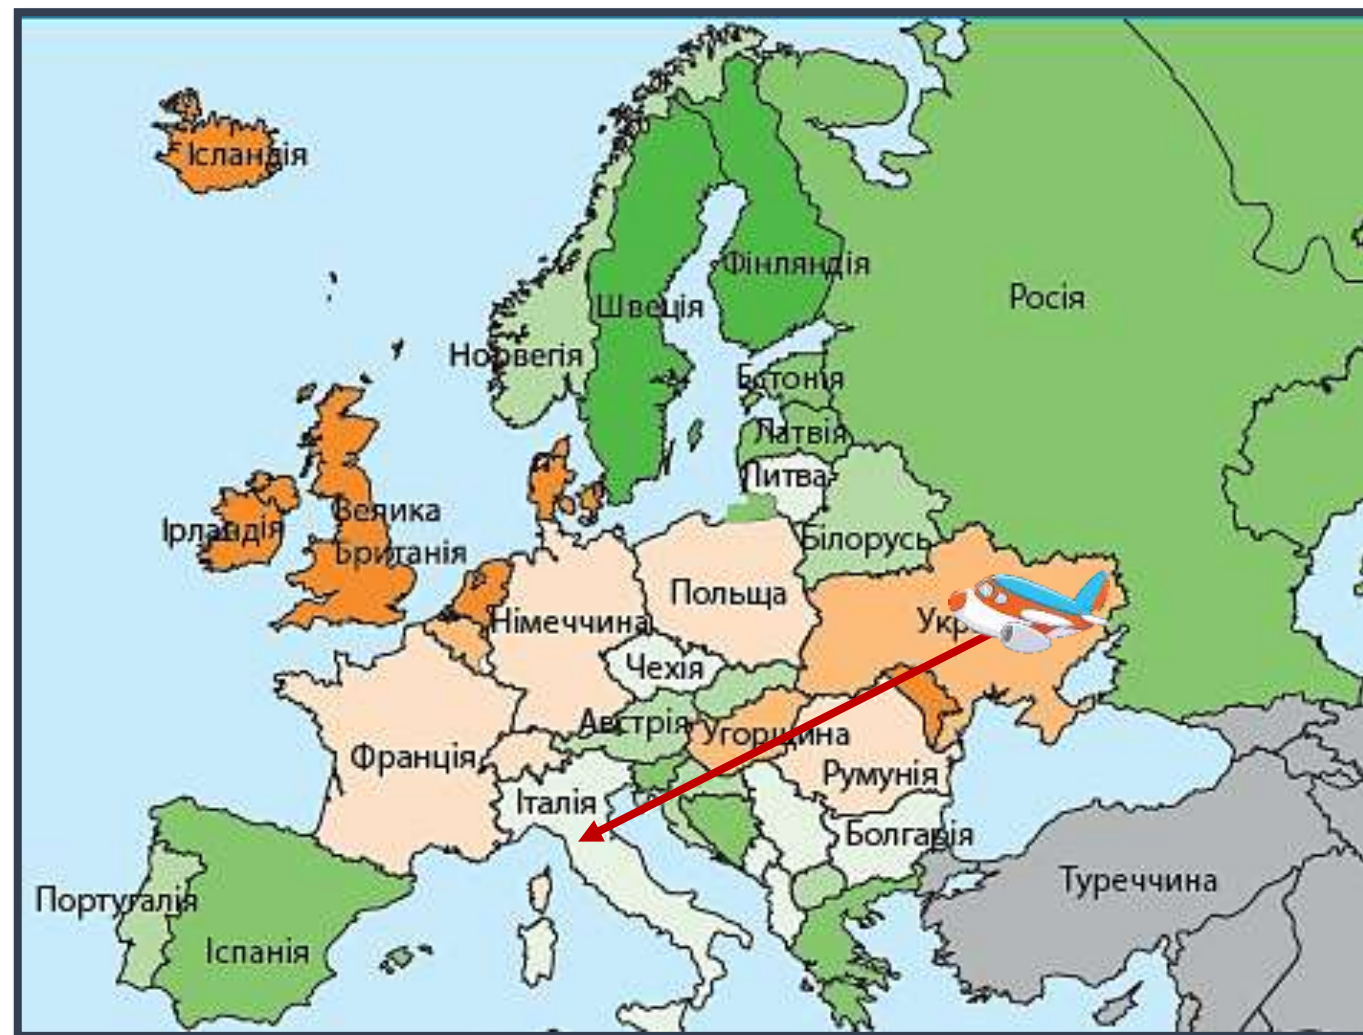 Ісландія
Фінляндія
Росія
Швеція
Норвегія
Естонія
Латвія
Литва
Велика
Британія
Ірландія
Білорусь
Польща
Німеччина
Укр
Чехія
Австрія
Угорщина
Франція
Румунія
Італія
Болгарія
Туреччина
Португалія
Іспанія